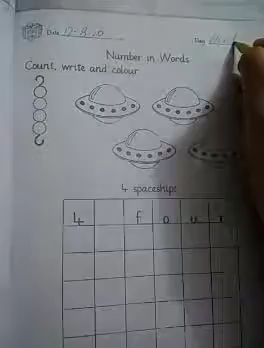 Date 12-8-20
Day
Number in Words
Count, write and colour
4 spaceships
4 f o u r